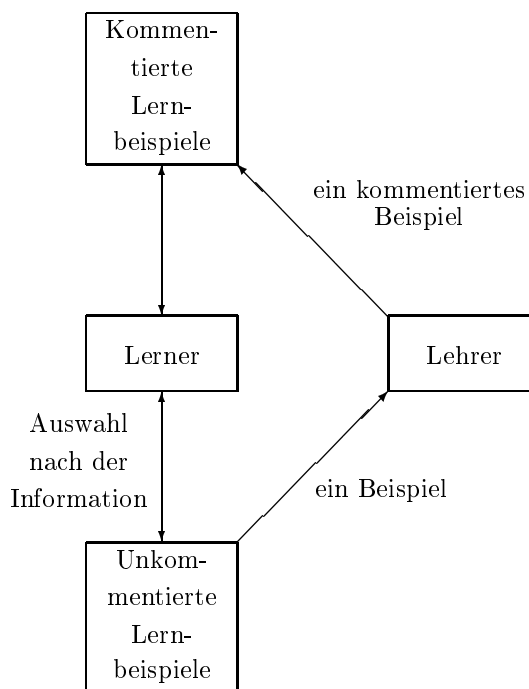 Kommen-
tierte
Lern-
beispiele
ein kommentiertes
Beispiel
Lerner
Lehrer
Auswahl
nach der
Information
ein Beispiel
Unkom-
mentierte
Lern-
beispiele